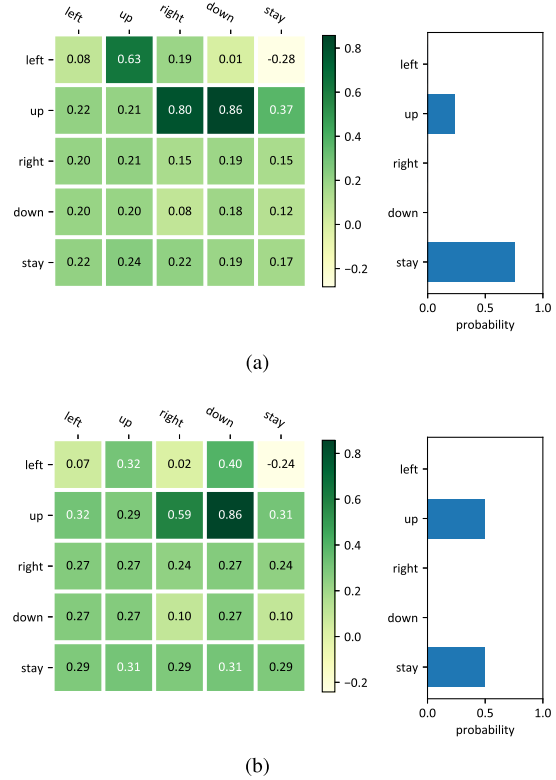 left up right down stay
left 0.08 0.63 0.19 0.01 -0.28
up 0.22 0.21 0.80 0.86 0.37
right 0.20 0.21 0.15 0.19 0.15
down 0.20 0.20 0.08 0.18 0.12
stay 0.22 0.24 0.22 0.19 0.17
0.8
0.6
0.4
0.2
0.0
−0.2
left
up
right
down
stay
0.0 0.5 1.0
probability
(a)
left up right down stay
left 0.07 0.32 0.02 0.40 -0.24
up 0.32 0.29 0.59 0.86 0.31
right 0.27 0.27 0.24 0.27 0.24
down 0.27 0.27 0.10 0.27 0.10
stay 0.29 0.31 0.29 0.31 0.29
0.8
0.6
0.4
0.2
0.0
−0.2
left
up
right
down
stay
0.0 0.5 1.0
probability
(b)